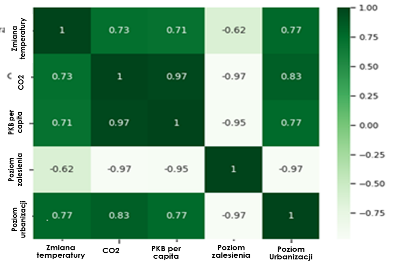 Zmiana temperatury
1 0.73 0.71 -0.62 0.77
CO2
0.73 1 0.97 -0.97 0.83
PKB per capita
0.71 0.97 1 -0.95 0.77
Poziom zalesienia
-0.62 -0.97 -0.95 1 -0.97
Poziom urbanizacji
0.77 0.83 0.77 -0.97 1
Zmiana CO2 PKB per Poziom Poziom
temperatury capita zalesienia Urbanizacji
1.00
0.75
0.50
0.25
0.00
-0.25
-0.50
-0.75